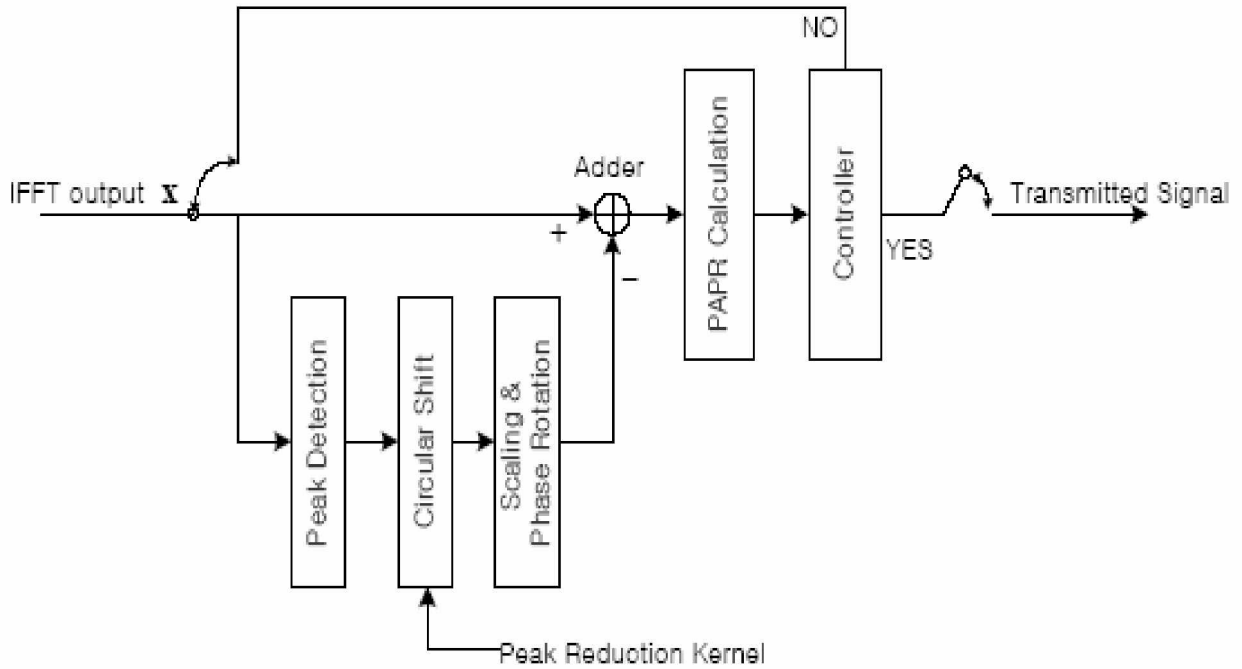 NO
Adder
IFFT output x
+
−
PAPR Calculation
Controller
YES
Transmitted Signal
Peak Detection
Circular Shift
Scaling &
Phase Rotation
Peak Reduction Kernel